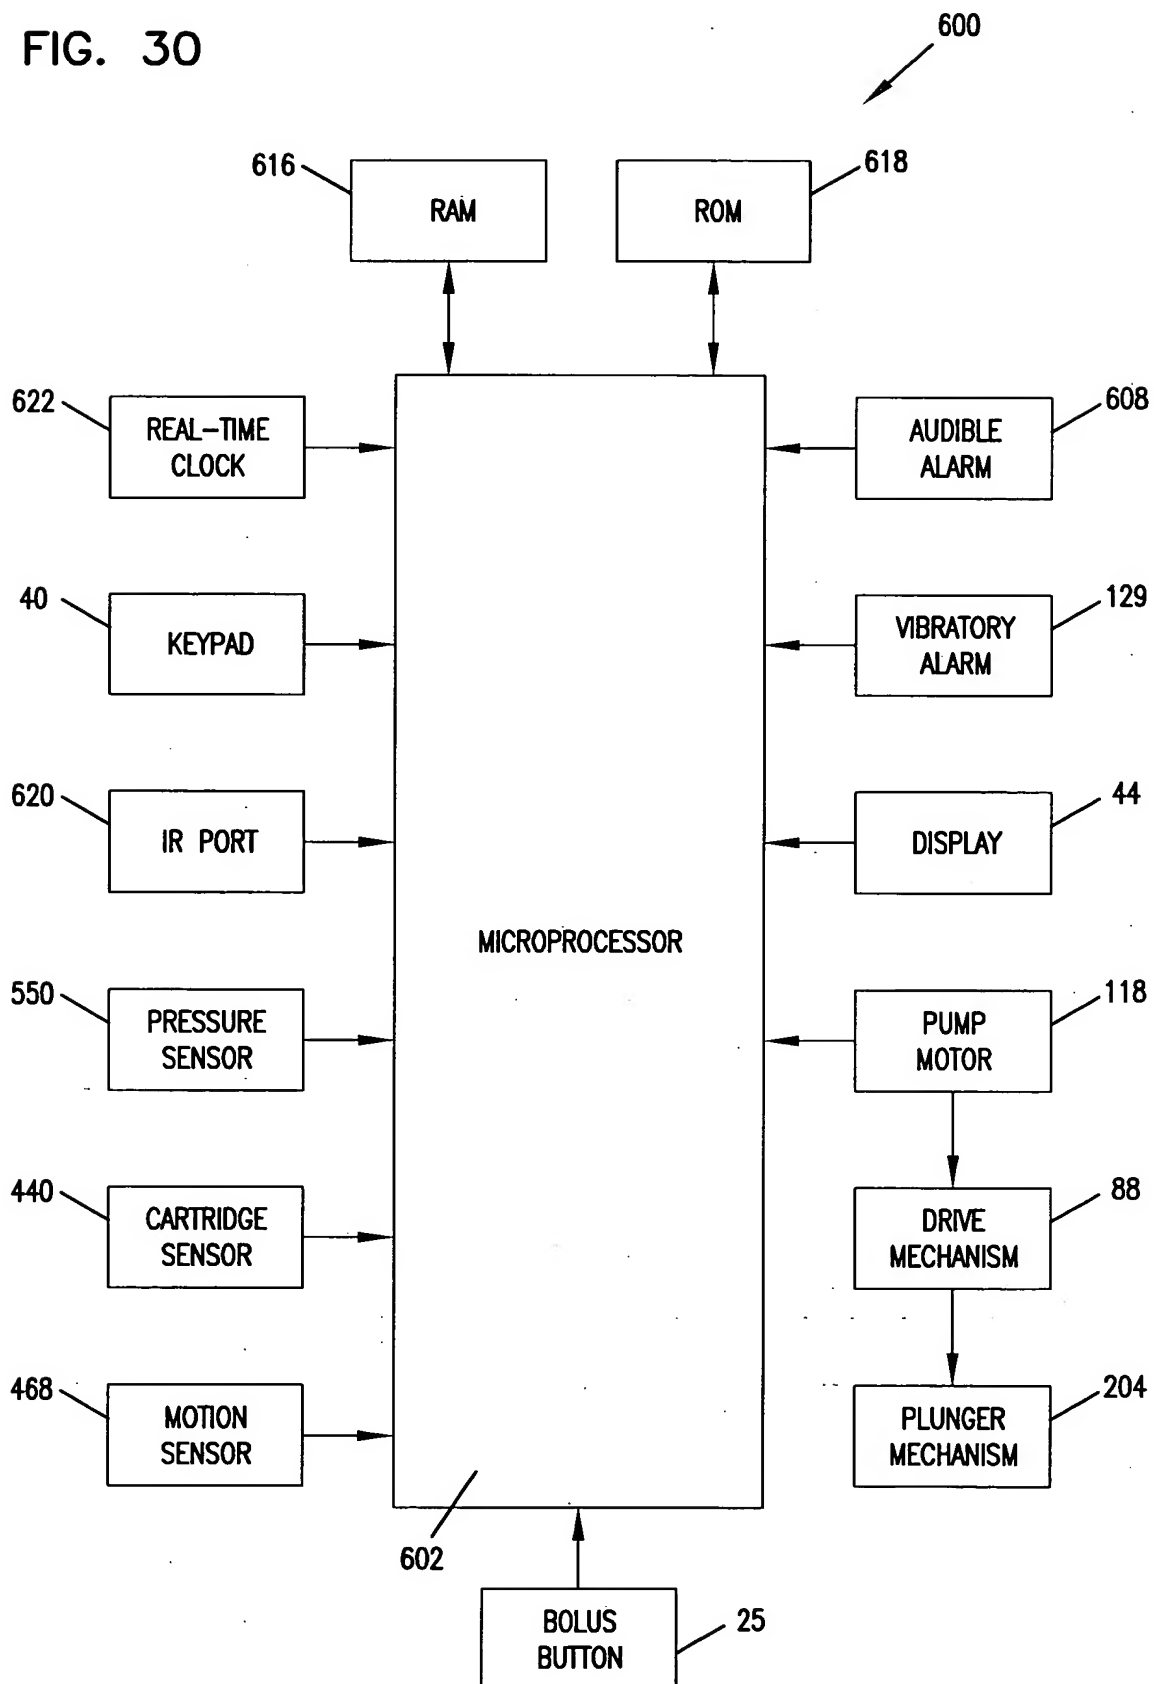 FIG. 30
600
616
RAM
ROM
618
622
REAL-TIME
CLOCK
AUDIBLE
ALARM
608
40
KEYPAD
VIBRATORY
ALARM
129
620
IR PORT
DISPLAY
44
MICROPROCESSOR
550
PRESSURE
SENSOR
PUMP
MOTOR
118
440
CARTRIDGE
SENSOR
DRIVE
MECHANISM
88
468
MOTION
SENSOR
PLUNGER
MECHANISM
204
602
BOLUS
BUTTON
25